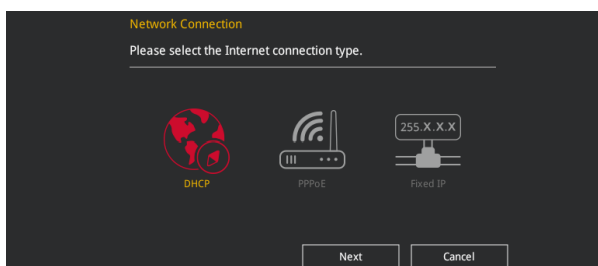 Network Connection
Please select the Internet connection type.
255.X.X.X
DHCP
PPPoE
Fixed IP
Next
Cancel